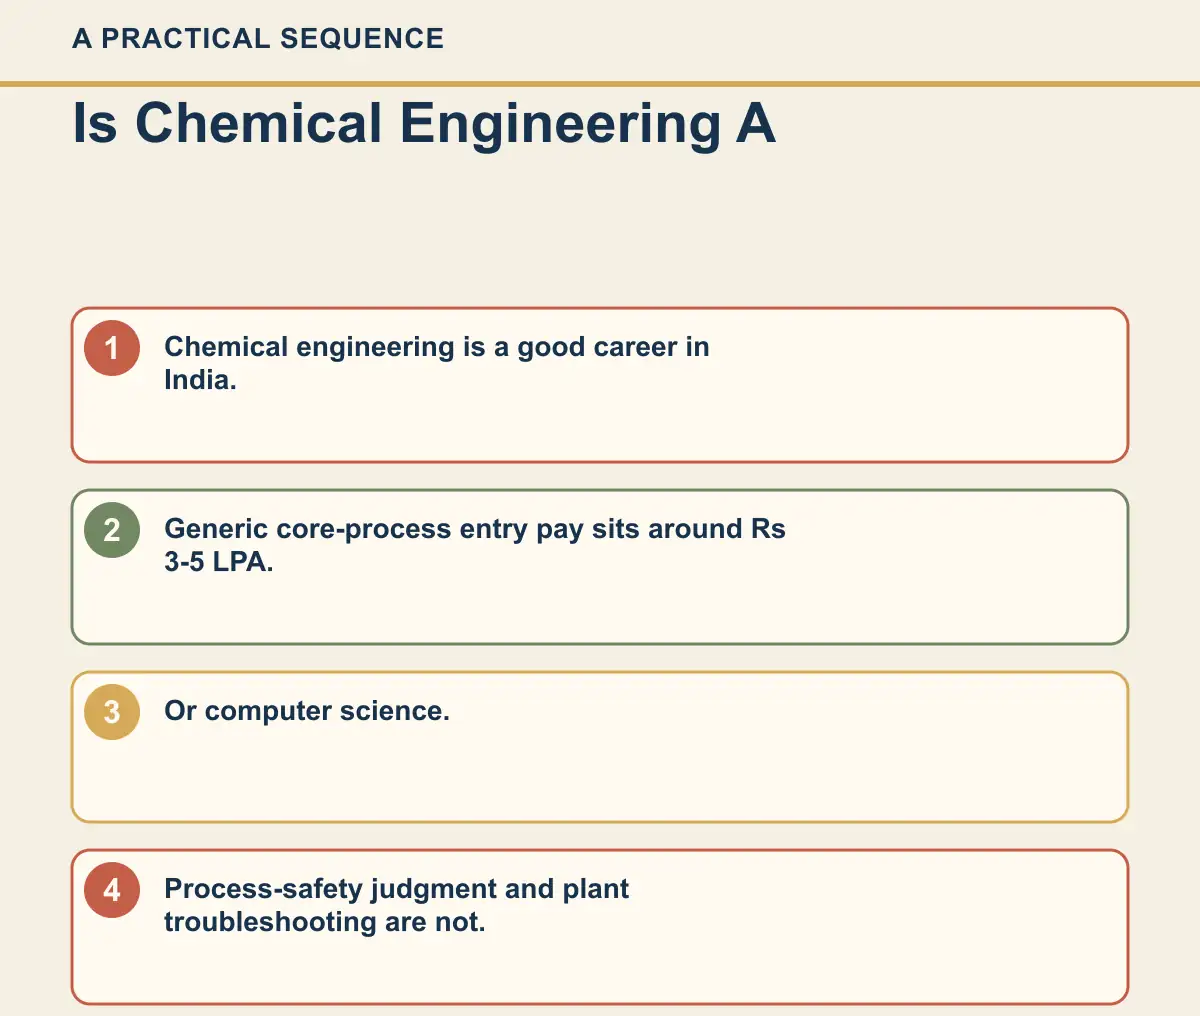 A PRACTICAL SEQUENCE
Is Chemical Engineering A
1
Chemical engineering is a good career in
India.
2
Generic core-process entry pay sits around Rs
3-5 LPA.
3
Or computer science.
4
Process-safety judgment and plant
troubleshooting are not.